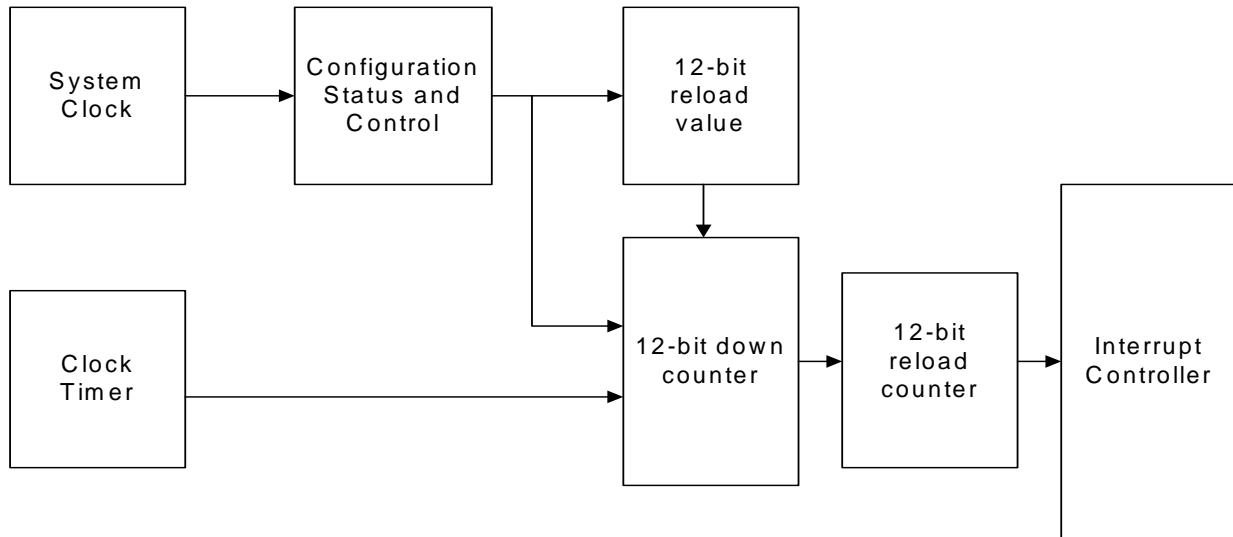 System
Clock
Configuration
Status and
Control
12-bit
reload
value
Clock
Timer
12-bit down
counter
12-bit
reload
counter
Interrupt
Controller